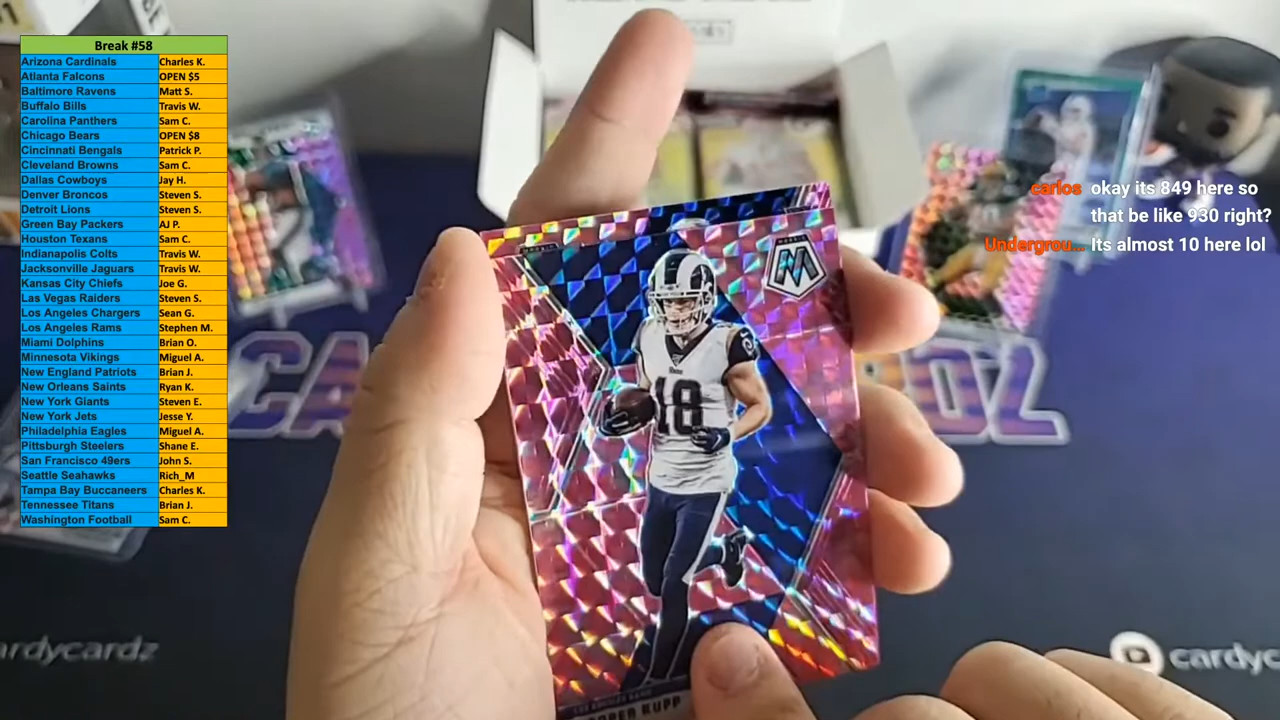 Break #58
Arizona Cardinals Charles K.
Atlanta Falcons OPEN $5
Baltimore Ravens Matt S.
Buffalo Bills Travis W.
Carolina Panthers Sam C.
Chicago Bears OPEN $8
Cincinnati Bengals Patrick P.
Cleveland Browns Sam C.
Dallas Cowboys Jay H.
Denver Broncos Steven S.
Detroit Lions Steven S.
Green Bay Packers AJ P.
Houston Texans Sam C.
Indianapolis Colts Travis W.
Jacksonville Jaguars Travis W.
Kansas City Chiefs Joe G.
Las Vegas Raiders Steven S.
Los Angeles Chargers Sean G.
Los Angeles Rams Stephen M.
Miami Dolphins Brian O.
Minnesota Vikings Miguel A.
New England Patriots Brian J.
New Orleans Saints Ryan K.
New York Giants Steven E.
New York Jets Jesse Y.
Philadelphia Eagles Miguel A.
Pittsburgh Steelers Shane E.
San Francisco 49ers John S.
Seattle Seahawks Rich_M
Tampa Bay Buccaneers Charles K.
Tennessee Titans Brian J.
Washington Football Sam C.
carlos okay its 849 here so
that be like 930 right?
Undergrou... Its almost 10 here lol
MOSAIC
18
KUPP
CA
DZ
ardycardz
cardyc